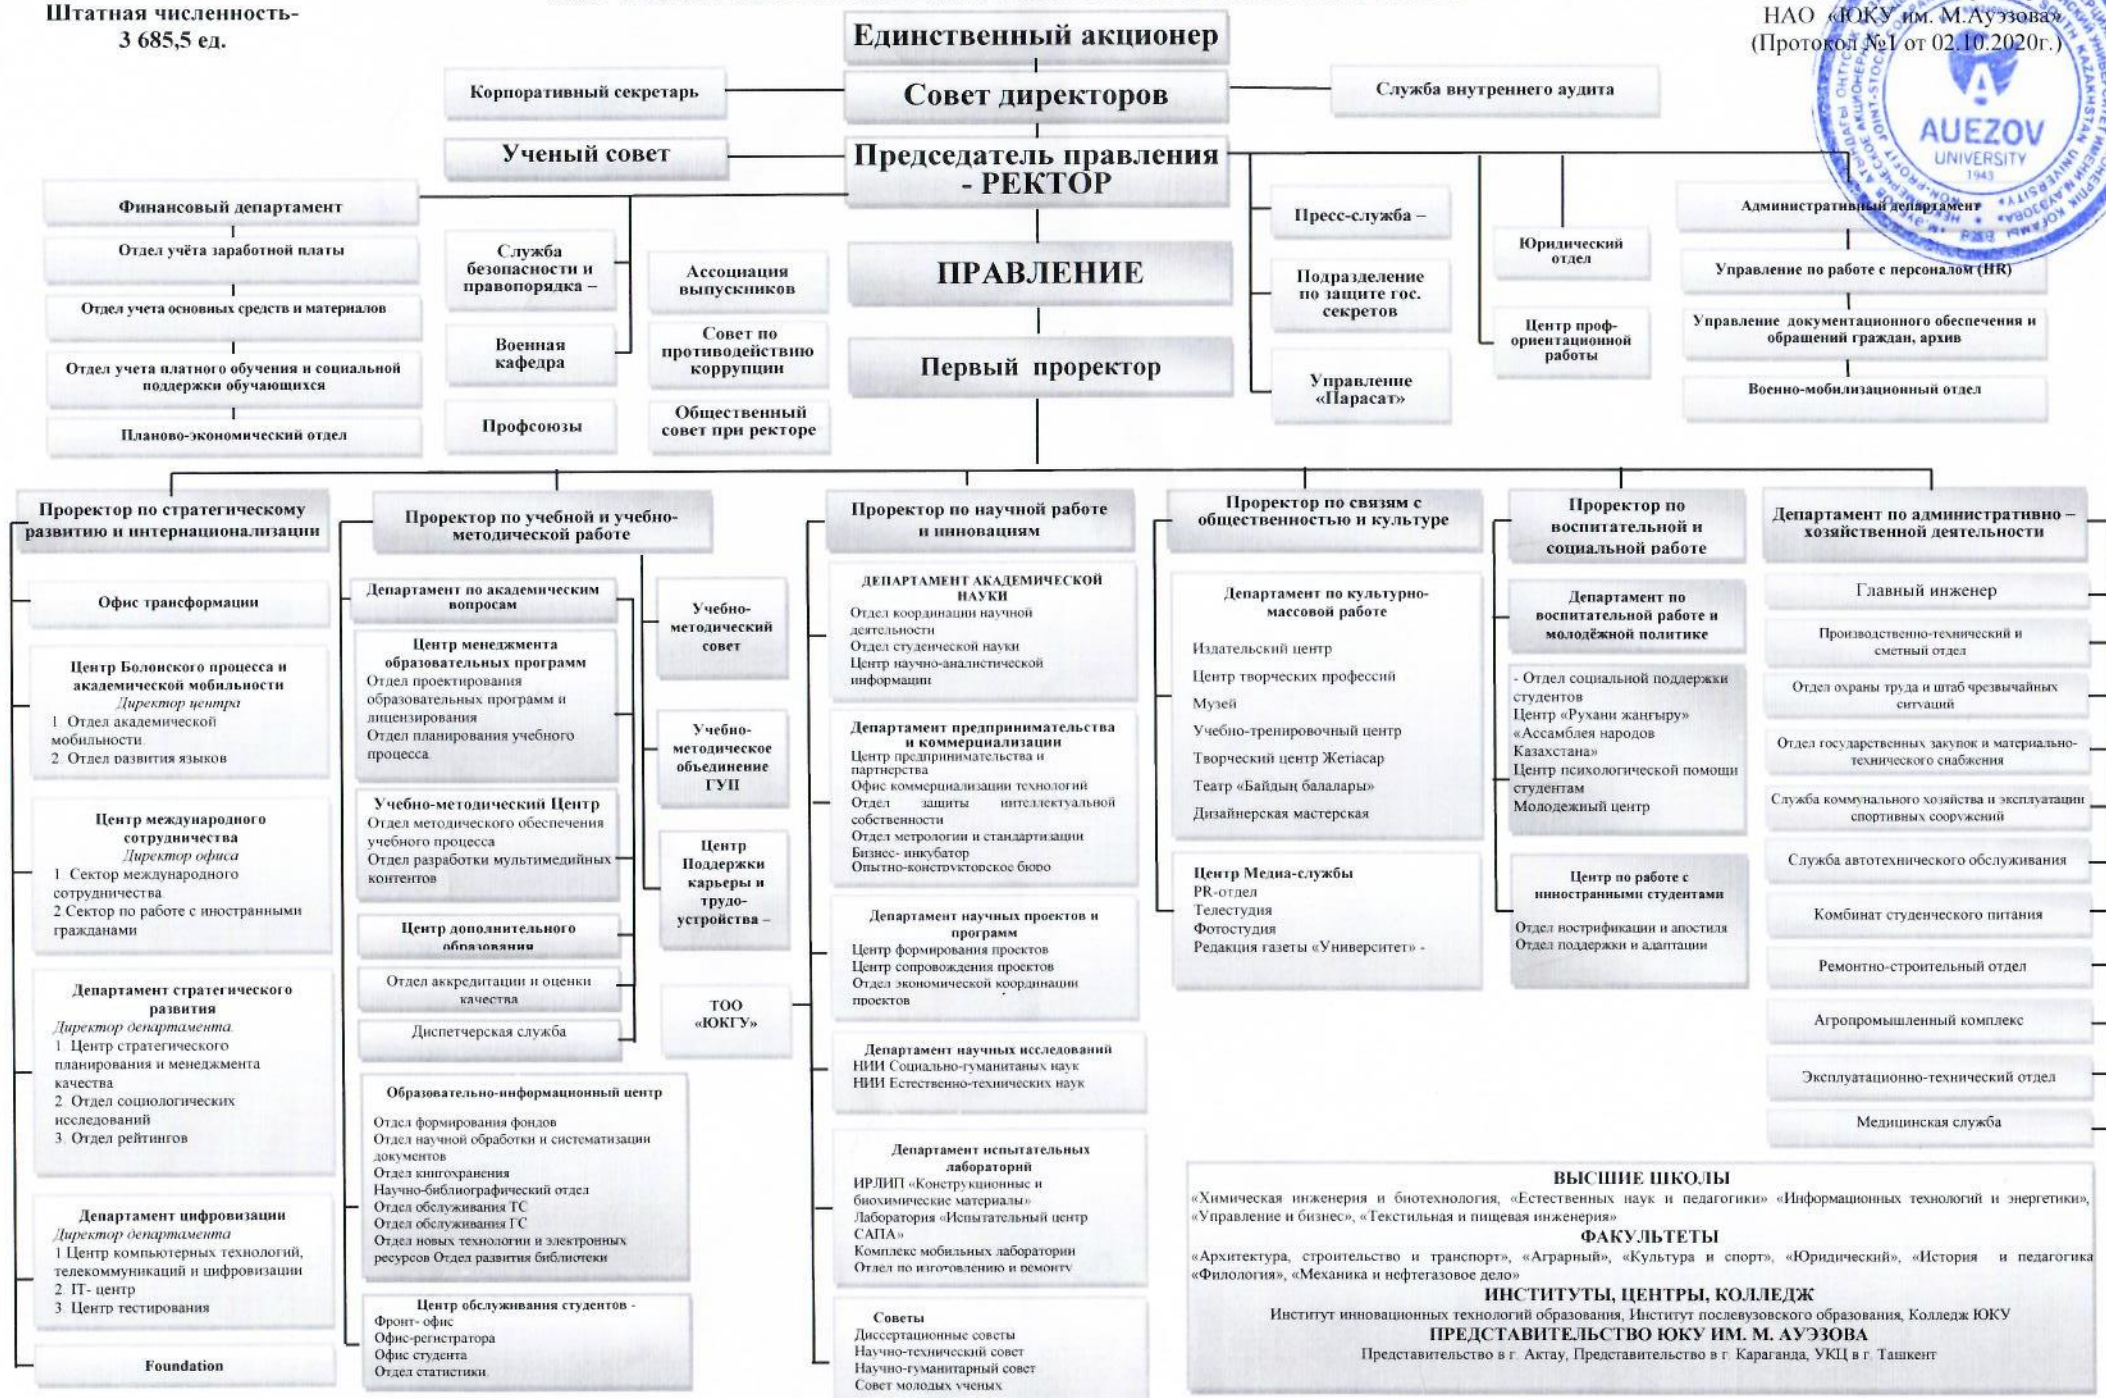 Штатная численность-
3 685,5 ед.
НАО «ЮКУ им. М.Ауэзова»
(Протокол №1 от 02.10.2020г.)
AUEZOV
UNIVERSITY
1943
Единственный акционер
Корпоративный секретарь
Совет директоров
Служба внутреннего аудита
Ученый совет
Председатель правления
- РЕКТОР
Финансовый департамент
Отдел учёта заработной платы
Отдел учета основных средств и материалов
Отдел учета платного обучения и социальной
поддержки обучающихся
Планово-экономический отдел
Служба
безопасности и
правопорядка –
Военная
кафедра
Профсоюзы
Ассоциация
выпускников
Совет по
противодействию
коррупции
Общественный
совет при ректоре
ПРАВЛЕНИЕ
Первый проректор
Пресс-служба –
Подразделение
по защите гос.
секретов
Управление
«Парасат»
Юридический
отдел
Центр проф-
ориентационной
работы
Административный департамент
Управление по работе с персоналом (HR)
Управление документационного обеспечения и
обращений граждан, архив
Военно-мобилизационный отдел
Проректор по стратегическому
развитию и интернационализации
Офис трансформации
Центр Болонского процесса и
академической мобильности
Директор центра
1. Отдел академической
мобильности.
2. Отдел развития языков
Центр международного
сотрудничества
Директор офиса
1. Сектор международного
сотрудничества.
2 Сектор по работе с иностранными
гражданами
Департамент стратегического
развития
Директор департамента.
1. Центр стратегического
планирования и менеджмента
качества
2. Отдел социологических
исследований
3. Отдел рейтингов
Департамент цифровизации
Директор департамента
1 Центр компьютерных технологий,
телекоммуникаций и цифровизации
2. IT- центр
3. Центр тестирования
Foundation
Проректор по учебной и учебно-
методической работе
Департамент по академическим
вопросам
Центр менеджмента
образовательных программ
Отдел проектирования
образовательных программ и
лицензирования
Отдел планирования учебного
процесса.
Учебно-методический Центр
Отдел методического обеспечения
учебного процесса
Отдел разработки мультимедийных
контентов
Центр дополнительного
образования
Отдел аккредитации и оценки
качества
Диспетчерская служба
Образовательно-информационный центр
Отдел формирования фондов
Отдел научной обработки и систематизации
документов
Отдел книгохранения
Научно-библиографический отдел
Отдел обслуживания ТС
Отдел обслуживания ГС
Отдел новых технологии и электронных
ресурсов Отдел развития библиотеки
Центр обслуживания студентов -
Фронт- офис
Офис-регистратора
Офис студента
Отдел статистики
Учебно-
методический
совет
Учебно-
методическое
объединение
ГУП
Центр
Поддержки
карьеры и
трудо-
устройства –
ТОО
«ЮКГУ»
Проректор по научной работе
и инновациям
ДЕПАРТАМЕНТ АКАДЕМИЧЕСКОЙ
НАУКИ
Отдел координации научной
деятельности
Отдел студенческой науки
Центр научно-аналистической
информации
Департамент предпринимательства
и коммерциализации
Центр предпринимательства и
партнерства
Офис коммерциализации технологий
Отдел защиты интеллектуальной
собственности
Отдел метрологии и стандартизации
Бизнес- инкубатор
Опытно-конструкторское бюро
Департамент научных проектов и
программ
Центр формирования проектов
Центр сопровождения проектов
Отдел экономической координации
проектов
Департамент научных исследований
НИИ Социально-гуманитаных наук
НИИ Естественно-технических наук
Департамент испытательных
лабораторий
ИРЛИП «Конструкционные и
биохимические материалы»
Лаборатория «Испытательный центр
САПА»
Комплекс мобильных лаборатории
Отдел по изготовлению и ремонту
Советы
Диссертационные советы
Научно-технический совет
Научно-гуманитарный совет
Совет молодых ученых
Проректор по связям с
общественностью и культуре
Департамент по культурно-
массовой работе
Издательский центр
Центр творческих профессий
Музей
Учебно-тренировочный центр
Творческий центр Жетіасар
Театр «Байдың балалары»
Дизайнерская мастерская
Центр Медиа-службы
PR-отдел
Телестудия
Фотостудия
Редакция газеты «Университет» -
Проректор по
воспитательной и
социальной работе
Департамент по
воспитательной работе и
молодёжной политике
- Отдел социальной поддержки
студентов
Центр «Рухани жаңғыру»
«Ассамблея народов
Казахстана»
Центр психологической помощи
студентам
Молодежный центр
Центр по работе с
иностранными студентами
Отдел нострификации и апостиля
Отдел поддержки и адаптации
Департамент по административно –
хозяйственной деятельности
Главный инженер
Производственно-технический и
сметный отдел
Отдел охраны труда и штаб чрезвычайных
ситуаций
Отдел государственных закупок и материально-
технического снабжения
Служба коммунального хозяйства и эксплуатации
спортивных сооружений
Служба автотехнического обслуживания
Комбинат студенческого питания
Ремонтно-строительный отдел
Агропромышленный комплекс
Эксплуатационно-технический отдел
Медицинская служба
ВЫСШИЕ ШКОЛЫ
«Химическая инженерия и биотехнология, «Естественных наук и педагогики» «Информационных технологий и энергетики»,
«Управление и бизнес», «Текстильная и пищевая инженерия»
ФАКУЛЬТЕТЫ
«Архитектура, строительство и транспорт», «Аграрный», «Культура и спорт», «Юридический», «История и педагогика
«Филология», «Механика и нефтегазовое дело»
ИНСТИТУТЫ, ЦЕНТРЫ, КОЛЛЕДЖ
Институт инновационных технологий образования, Институт послевузовского образования, Колледж ЮКУ
ПРЕДСТАВИТЕЛЬСТВО ЮКУ ИМ. М. АУЭЗОВА
Представительство в г. Актау, Представительство в г. Караганда, УКЦ в г. Ташкент